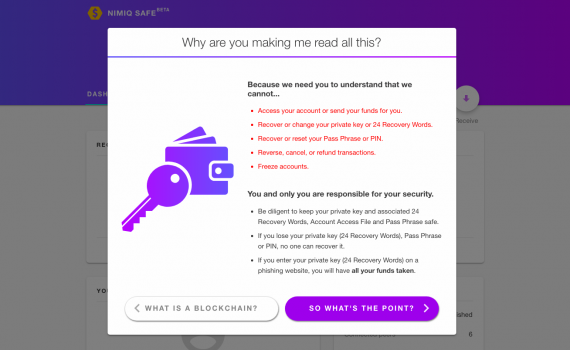 NIMIQ SAFE BETA
Why are you making me read all this?
Because we need you to understand that we
cannot...
Access your account or send your funds for you.
Recover or change your private key or 24 Recovery Words.
Recover or reset your Pass Phrase or PIN.
Reverse, cancel, or refund transactions.
Freeze accounts.
You and only you are responsible for your security.
Be diligent to keep your private key and associated 24
Recovery Words, Account Access File and Pass Phrase safe.
If you lose your private key (24 Recovery Words), Pass Phrase
or PIN, no one can recover it.
If you enter your private key (24 Recovery Words) on a
phishing website, you will have all your funds taken.
WHAT IS A BLOCKCHAIN?
SO WHAT'S THE POINT?
DASH
Receive
RE
YO
lished
6